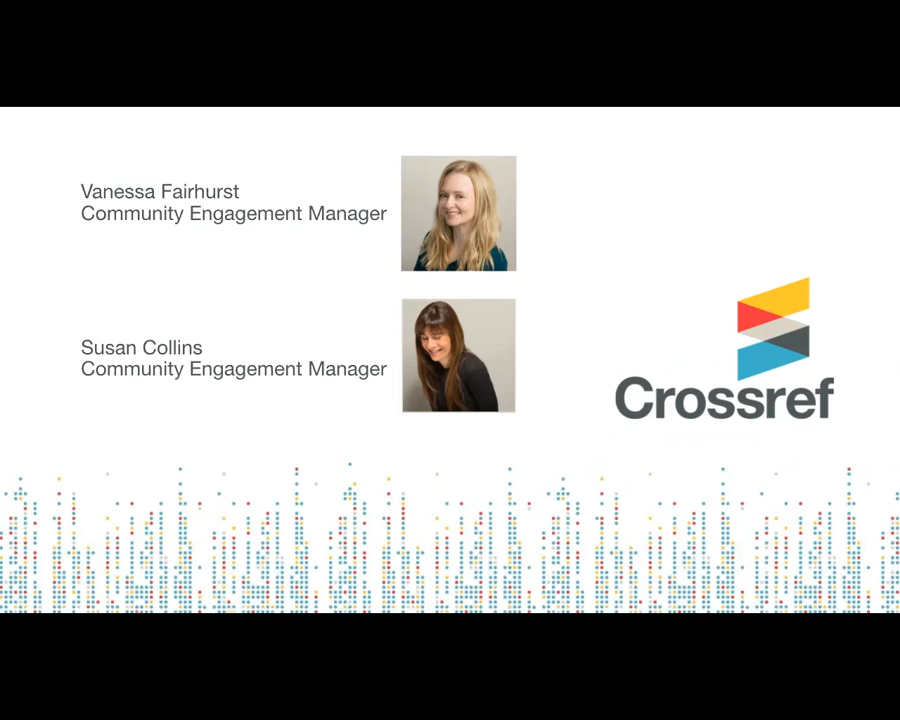 Vanessa Fairhurst
Community Engagement Manager
Susan Collins
Community Engagement Manager
Crossref